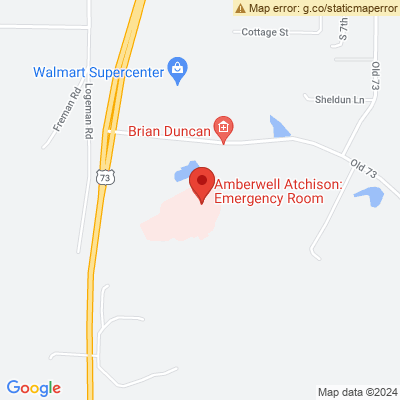 Map error: g.co/staticmaperror
Cottage St
S 7th
Old 73
Walmart Supercenter
Sheldun Ln
Freman Rd
Logeman Rd
Brian Duncan
Old 73
73
Amberwell Atchison:
Emergency Room
Google
Map data ©2024